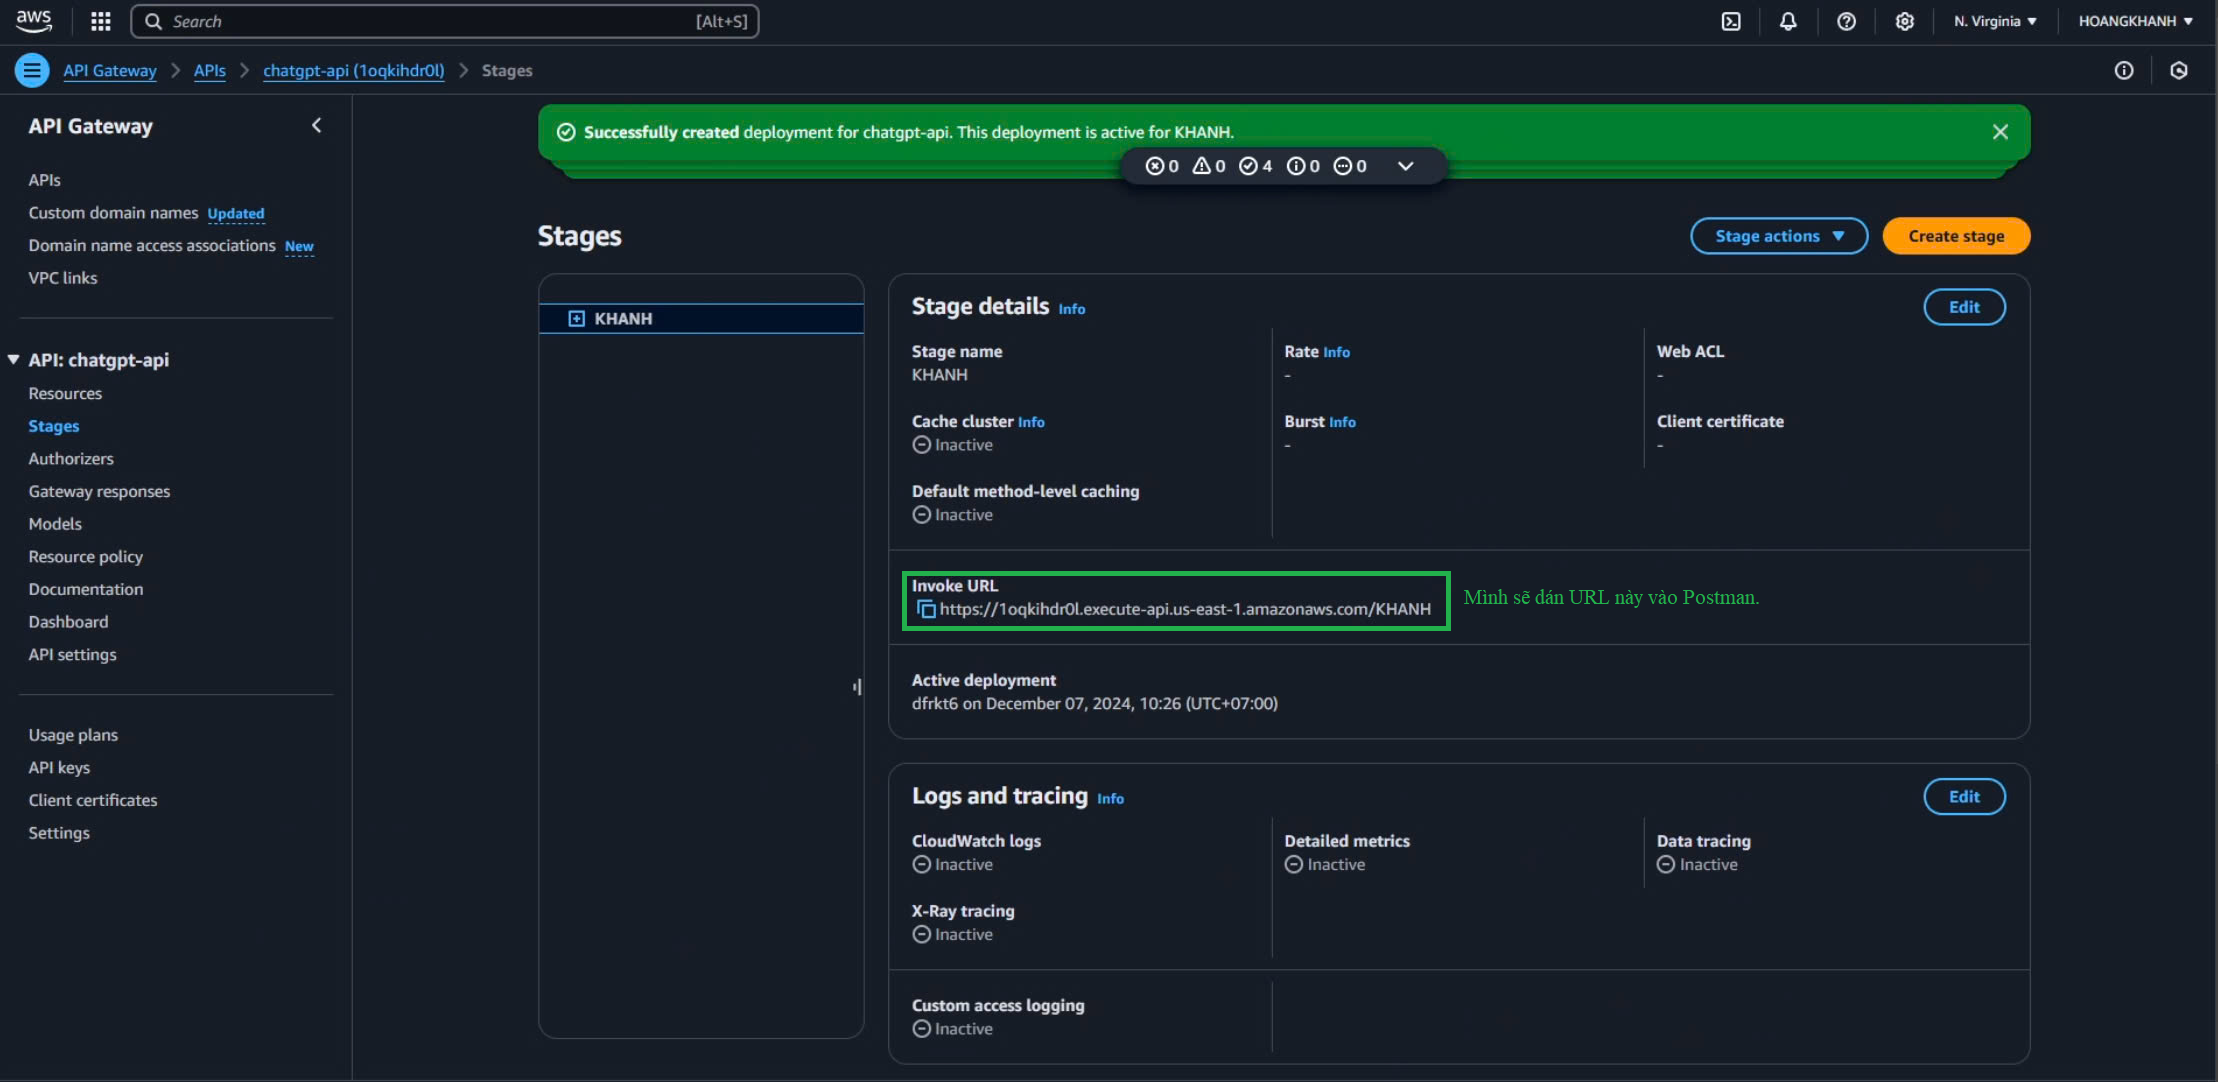 aws
Search [Alt+S]
N. Virginia
HOANGKHANH
API Gateway
APIs
chatgpt-api (1oqkihdr0l)
Stages
API Gateway
APIs
Custom domain names Updated
Domain name access associations New
VPC links
API: chatgpt-api
Resources
Stages
Authorizers
Gateway responses
Models
Resource policy
Documentation
Dashboard
API settings
Usage plans
API keys
Client certificates
Settings
Successfully created deployment for chatgpt-api. This deployment is active for KHANH.
0 0 4 0 0
Stages
Stage actions
Create stage
KHANH
Stage details Info
Edit
Stage name
KHANH
Rate Info
-
Web ACL
-
Cache cluster Info
Inactive
Burst Info
-
Client certificate
-
Default method-level caching
Inactive
Invoke URL
https://1oqkihdr0l.execute-api.us-east-1.amazonaws.com/KHANH
Mình sẽ dán URL này vào Postman.
Active deployment
dfrkt6 on December 07, 2024, 10:26 (UTC+07:00)
Logs and tracing Info
Edit
CloudWatch logs
Inactive
Detailed metrics
Inactive
Data tracing
Inactive
X-Ray tracing
Inactive
Custom access logging
Inactive